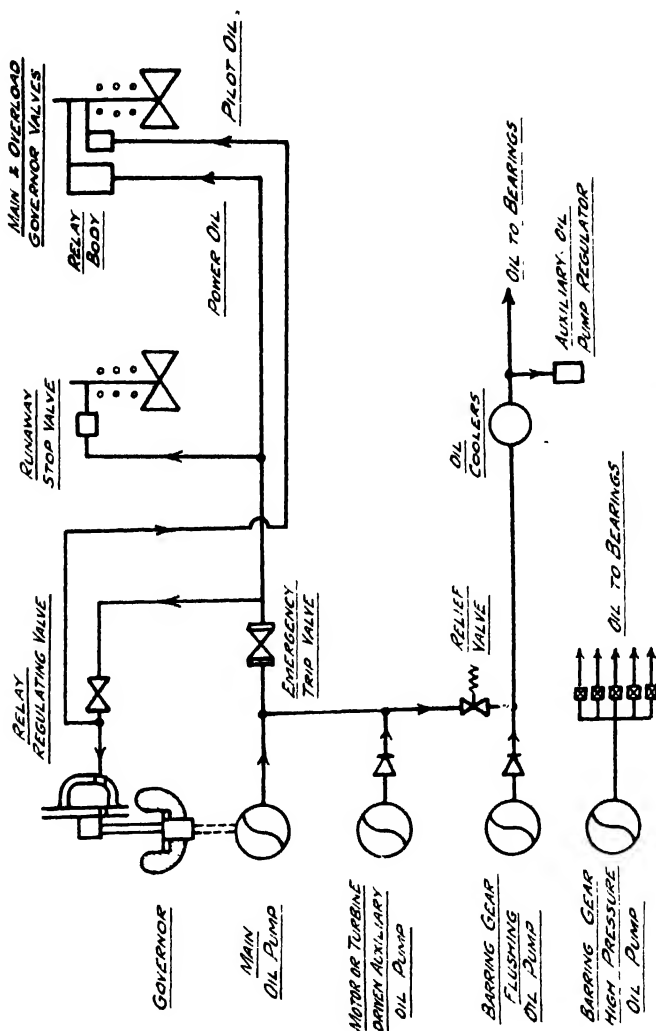 MAIN & OVERLOAD
GOVERNOR VALVES
RELAY
BODY
PILOT OIL.
POWER OIL
RUNAWAY
STOP VALVE
RELAY
REGULATING VALVE
EMERGENCY
TRIP VALVE
GOVERNOR
MAIN
OIL PUMP
MOTOR OR TURBINE
DRIVEN AUXILIARY
OIL PUMP
RELIEF
VALVE
OIL
COOLERS
OIL TO BEARINGS
AUXILIARY OIL
PUMP REGULATOR
BARRING GEAR
FLUSHING
OIL PUMP
BARRING GEAR
HIGH PRESSURE
OIL PUMP
OIL TO BEARINGS